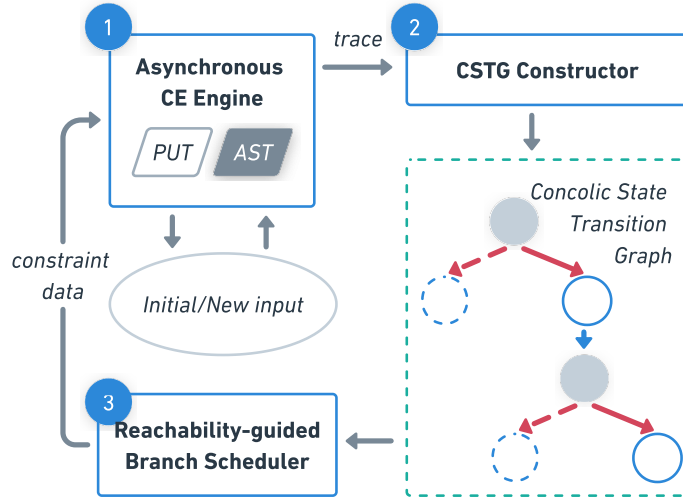 1
Asynchronous
CE Engine
PUT
AST
trace
2
CSTG Constructor
Concolic State
Transition
Graph
constraint
data
Initial/New input
3
Reachability-guided
Branch Scheduler